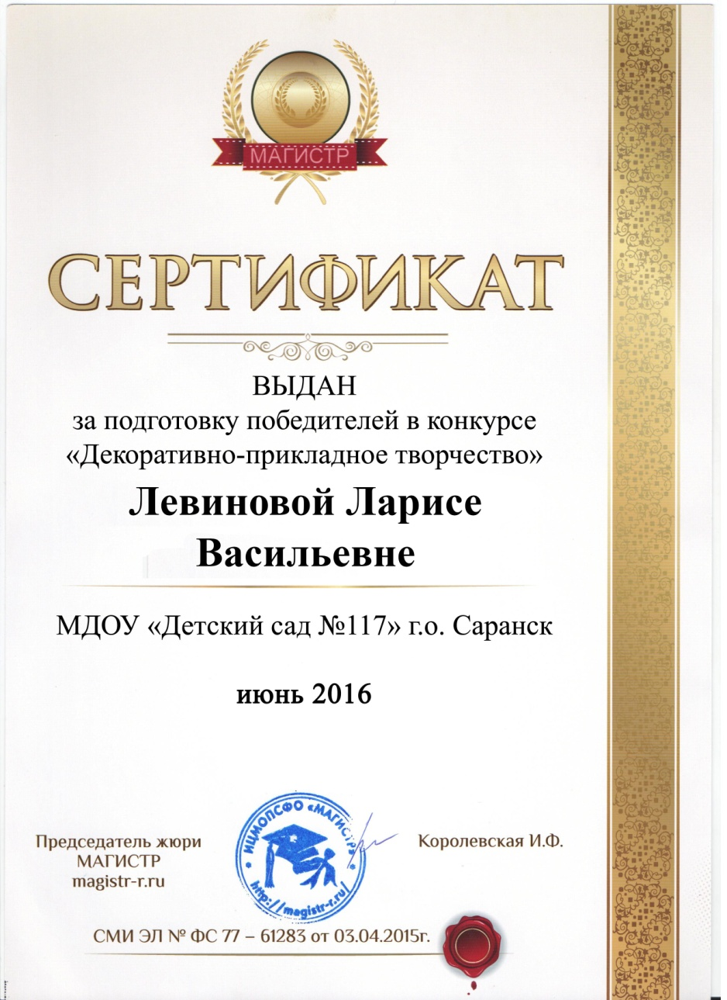 МАГИСТР
СЕРТИФИКАТ
ВЫДАН
за подготовку победителей в конкурсе
«Декоративно-прикладное творчество»
Левиновой Ларисе
Васильевне
МДОУ «Детский сад №117» г.о. Саранск
июнь 2016
ИЦМОПСФО «МАГИСТР»
http://magistr-r.ru/
Председатель жюри
МАГИСТР
magistr-r.ru
Королевская И.Ф.
СМИ ЭЛ № ФС 77 – 61283 от 03.04.2015г.